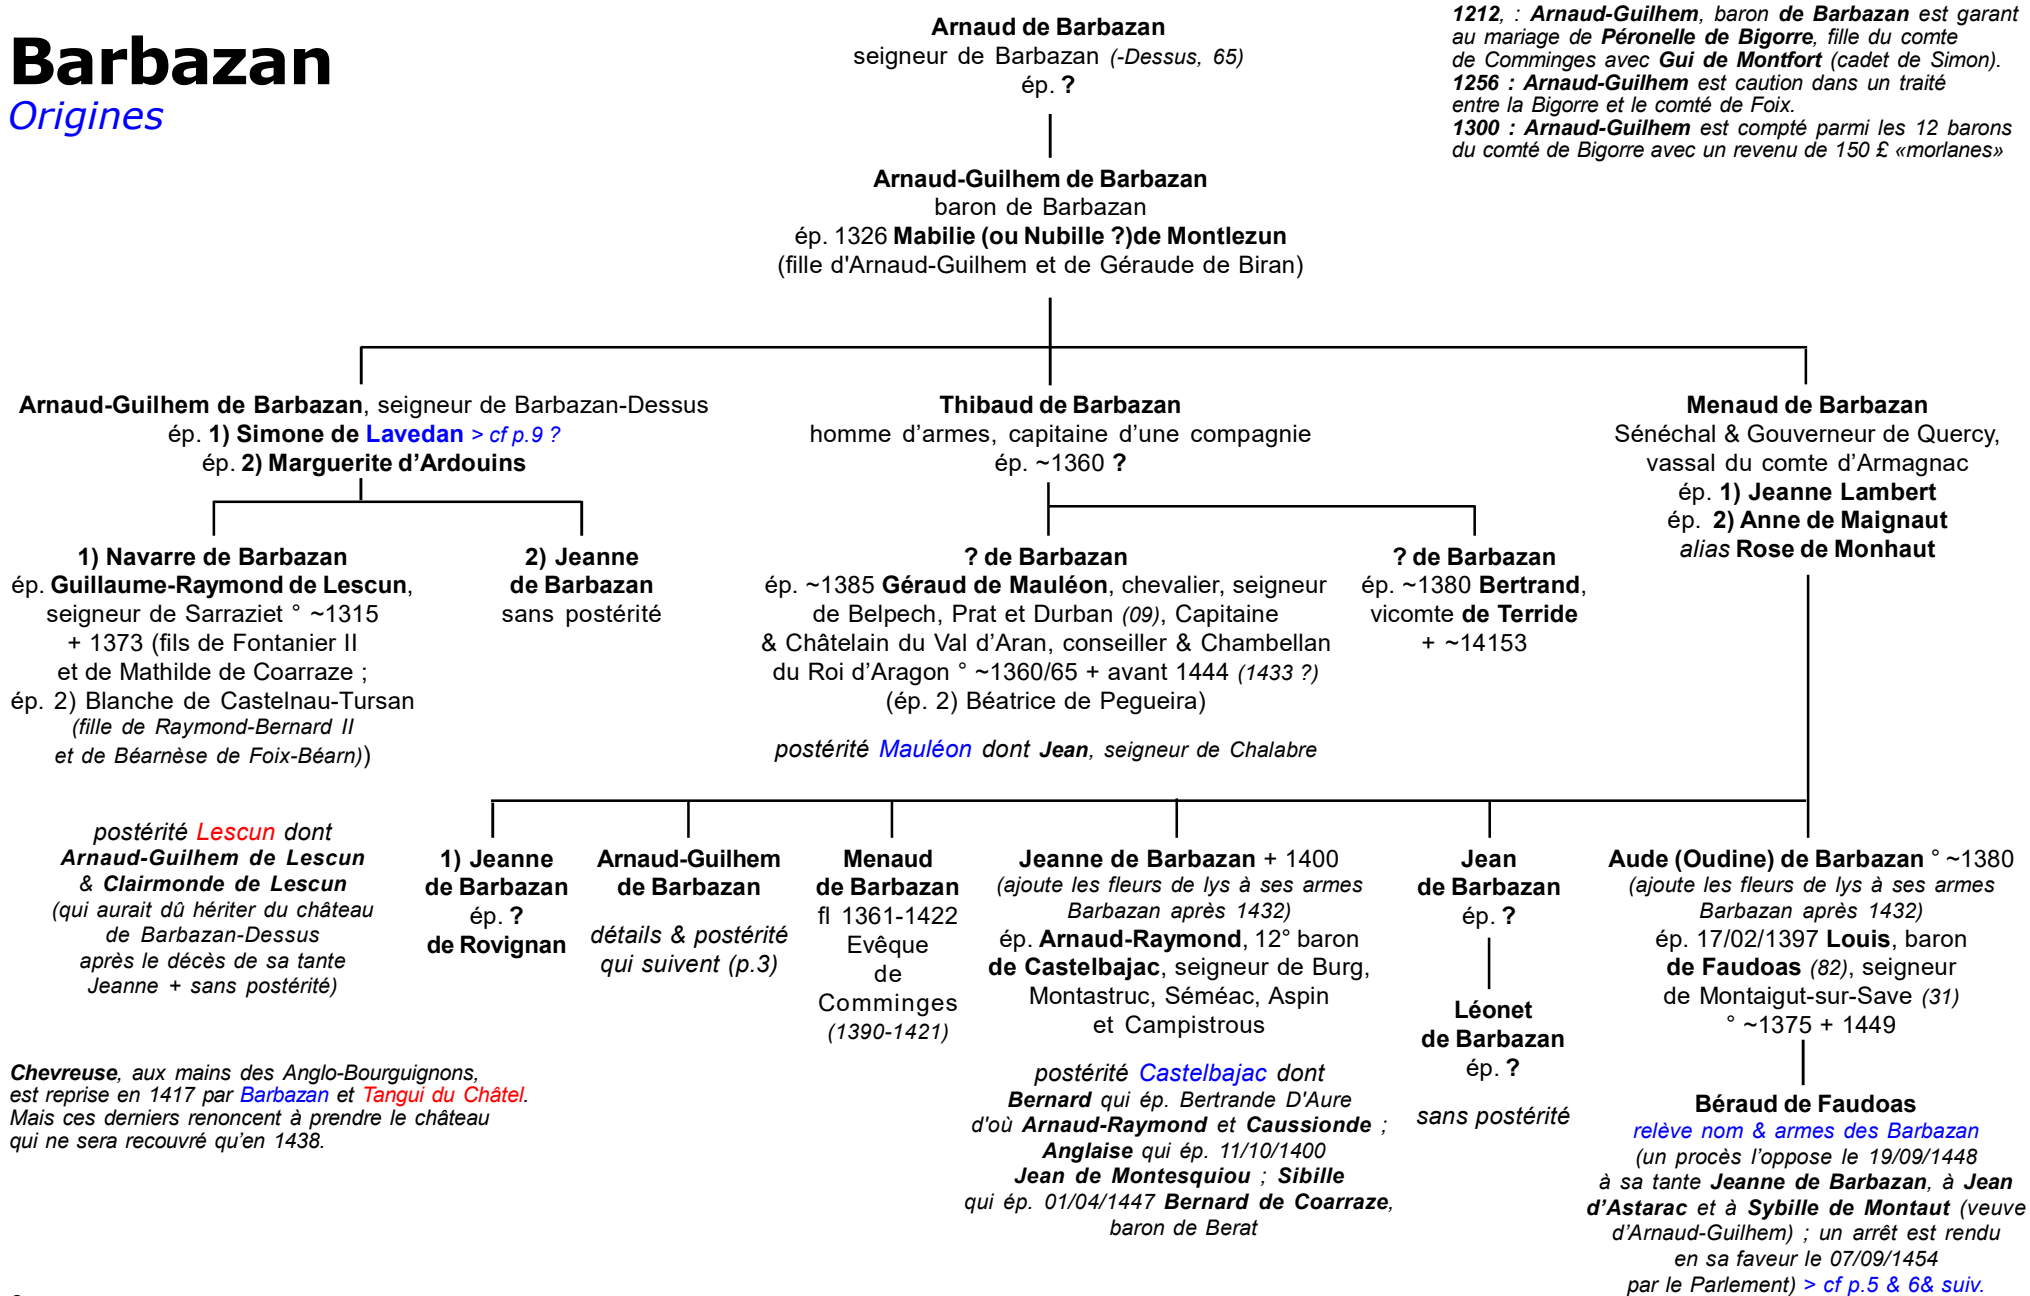 Barbazan
Origines
Arnaud de Barbazan
seigneur de Barbazan (-Dessus, 65)
ép. ?
1212, : Arnaud-Guilhem, baron de Barbazan est garant
au mariage de Péronelle de Bigorre, fille du comte
de Comminges avec Gui de Montfort (cadet de Simon).
1256 : Arnaud-Guilhem est caution dans un traité
entre la Bigorre et le comté de Foix.
1300 : Arnaud-Guilhem est compté parmi les 12 barons
du comté de Bigorre avec un revenu de 150 £ «morlanes»
Arnaud-Guilhem de Barbazan
baron de Barbazan
ép. 1326 Mabilie (ou Nubille ?)de Montlezun
(fille d'Arnaud-Guilhem et de Géraude de Biran)
Arnaud-Guilhem de Barbazan, seigneur de Barbazan-Dessus
ép. 1) Simone de Lavedan > cf p.9 ?
ép. 2) Marguerite d’Ardouins
Thibaud de Barbazan
homme d’armes, capitaine d’une compagnie
ép. ~1360 ?
Menaud de Barbazan
Sénéchal & Gouverneur de Quercy,
vassal du comte d’Armagnac
ép. 1) Jeanne Lambert
ép. 2) Anne de Maignaut
alias Rose de Monhaut
1) Navarre de Barbazan
ép. Guillaume-Raymond de Lescun,
seigneur de Sarraziet ° ~1315
+ 1373 (fils de Fontanier II
et de Mathilde de Coarraze ;
ép. 2) Blanche de Castelnau-Tursan
(fille de Raymond-Bernard II
et de Béarnèse de Foix-Béarn))
2) Jeanne
de Barbazan
sans postérité
? de Barbazan
ép. ~1385 Géraud de Mauléon, chevalier, seigneur
de Belpech, Prat et Durban (09), Capitaine
& Châtelain du Val d’Aran, conseiller & Chambellan
du Roi d’Aragon ° ~1360/65 + avant 1444 (1433 ?)
(ép. 2) Béatrice de Pegueira)
postérité Mauléon dont Jean, seigneur de Chalabre
? de Barbazan
ép. ~1380 Bertrand,
vicomte de Terride
+ ~14153
postérité Lescun dont
Arnaud-Guilhem de Lescun
& Clairmonde de Lescun
(qui aurait dû hériter du château
de Barbazan-Dessus
après le décès de sa tante
Jeanne + sans postérité)
1) Jeanne
de Barbazan
ép. ?
de Rovignan
Arnaud-Guilhem
de Barbazan
détails & postérité
qui suivent (p.3)
Menaud
de Barbazan
fl 1361-1422
Evêque
de
Comminges
(1390-1421)
Jeanne de Barbazan + 1400
(ajoute les fleurs de lys à ses armes
Barbazan après 1432)
ép. Arnaud-Raymond, 12° baron
de Castelbajac, seigneur de Burg,
Montastruc, Séméac, Aspin
et Campistrous
postérité Castelbajac dont
Bernard qui ép. Bertrande D'Aure
d'où Arnaud-Raymond et Caussionde ;
Anglaise qui ép. 11/10/1400
Jean de Montesquiou ; Sibille
qui ép. 01/04/1447 Bernard de Coarraze,
baron de Berat
Jean
de Barbazan
ép. ?
Léonet
de Barbazan
ép. ?
sans postérité
Aude (Oudine) de Barbazan ° ~1380
(ajoute les fleurs de lys à ses armes
Barbazan après 1432)
ép. 17/02/1397 Louis, baron
de Faudoas (82), seigneur
de Montaigut-sur-Save (31)
° ~1375 + 1449
Béraud de Faudoas
relève nom & armes des Barbazan
(un procès l’oppose le 19/09/1448
à sa tante Jeanne de Barbazan, à Jean
d’Astarac et à Sybille de Montaut (veuve
d’Arnaud-Guilhem) ; un arrêt est rendu
en sa faveur le 07/09/1454
par le Parlement) > cf p.5 & 6& suiv.
Chevreuse, aux mains des Anglo-Bourguignons,
est reprise en 1417 par Barbazan et Tangui du Châtel.
Mais ces derniers renoncent à prendre le château
qui ne sera recouvré qu’en 1438.